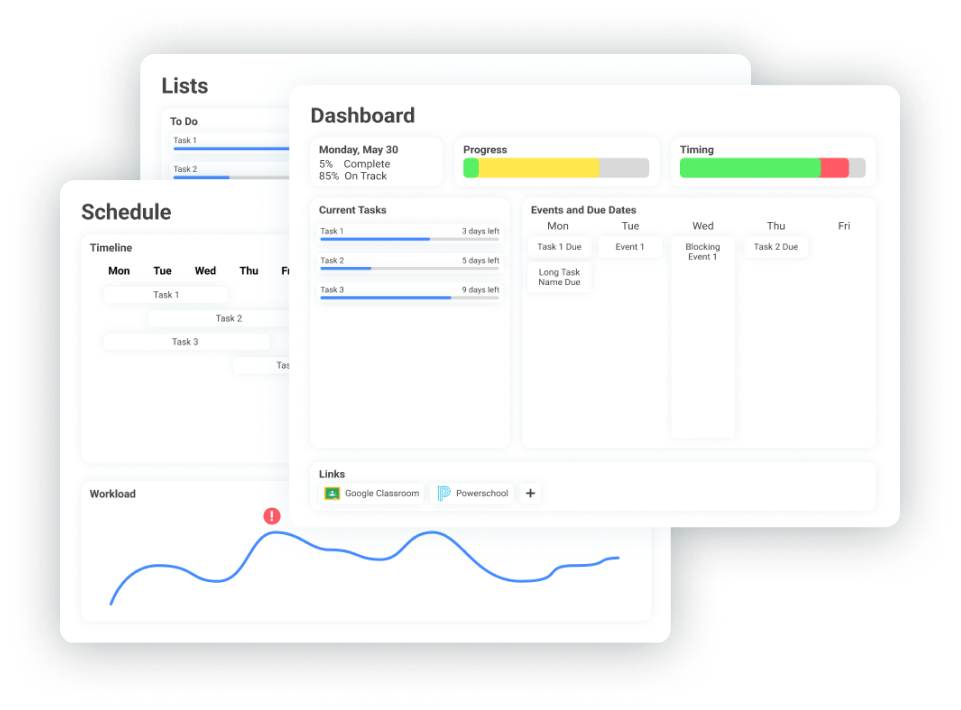 Lists
To Do
Task 1
Task 2
Schedule
Timeline
Mon Tue Wed Thu
Task 1
Task 2
Task 3
Workload
!
Dashboard
Monday, May 30
5% Complete
85% On Track
Progress
Timing
Current Tasks
Task 1 3 days left
Task 2 5 days left
Task 3 9 days left
Events and Due Dates
Mon Tue Wed Thu Fri
Task 1 Due
Event 1
Blocking
Event 1
Task 2 Due
Long Task
Name Due
Links
Google Classroom
Powerschool
+